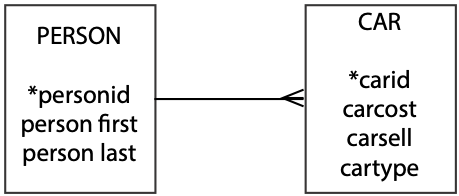 PERSON
*personid
person first
person last
CAR
*carid
carcost
carsell
cartype